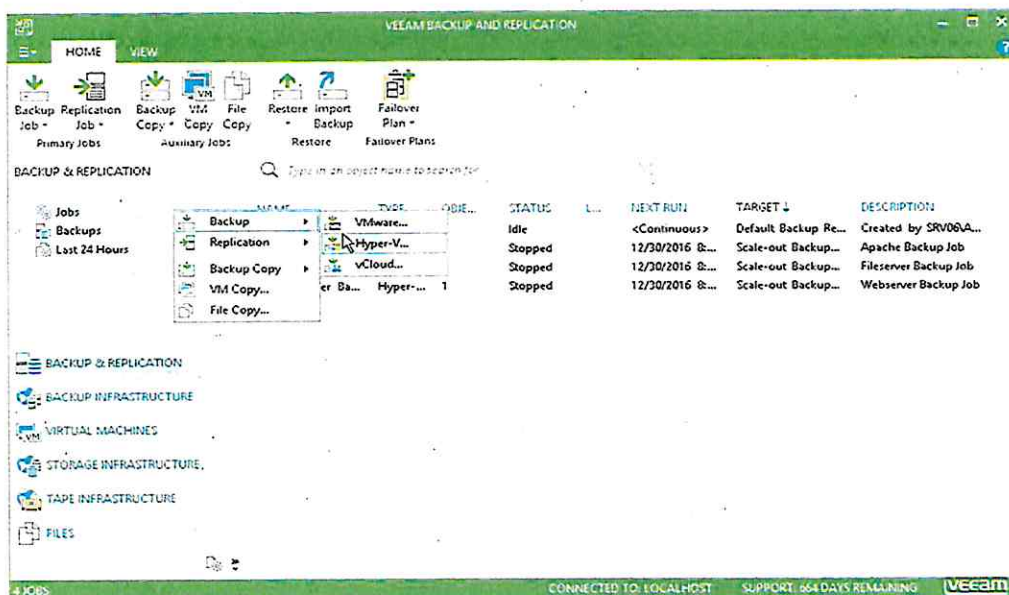 VEEAM BACKUP AND REPLICATION
HOME VIEW
Backup Job Replication Job Backup Copy VM Copy File Copy Restore Import Backup Failover Plan
Primary Jobs Auxiliary Jobs Restore Failover Plans
BACKUP & REPLICATION Type in an object name to search for
Jobs
Backups
Last 24 Hours
Backup
Replication
Backup Copy
VM Copy...
File Copy...
VMware...
Hyper-V...
vCloud...
NAME TYPE OBJE... STATUS L... NEXT RUN TARGET DESCRIPTION
Idle <Continuous> Default Backup Re... Created by SRV06\A...
Stopped 12/30/2016 8:... Scale-out Backup... Apache Backup Job
Stopped 12/30/2016 8:... Scale-out Backup... Fileserver Backup Job
er Ba... Hyper-... 1 Stopped 12/30/2016 8:... Scale-out Backup... Webserver Backup Job
BACKUP & REPLICATION
BACKUP INFRASTRUCTURE
VIRTUAL MACHINES
STORAGE INFRASTRUCTURE
TAPE INFRASTRUCTURE
FILES
4 JOBS CONNECTED TO: LOCALHOST SUPPORT: 664 DAYS REMAINING veeam